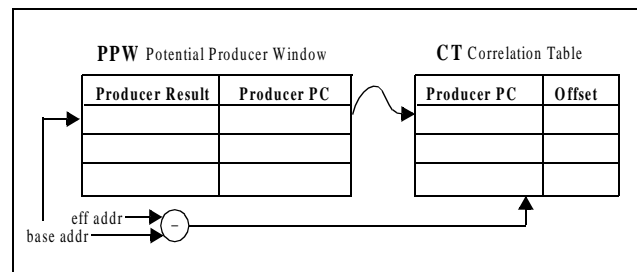 PPW Potential Producer Window
CT Correlation Table
Producer Result
Producer PC
Producer PC
Offset
eff addr
base addr
–